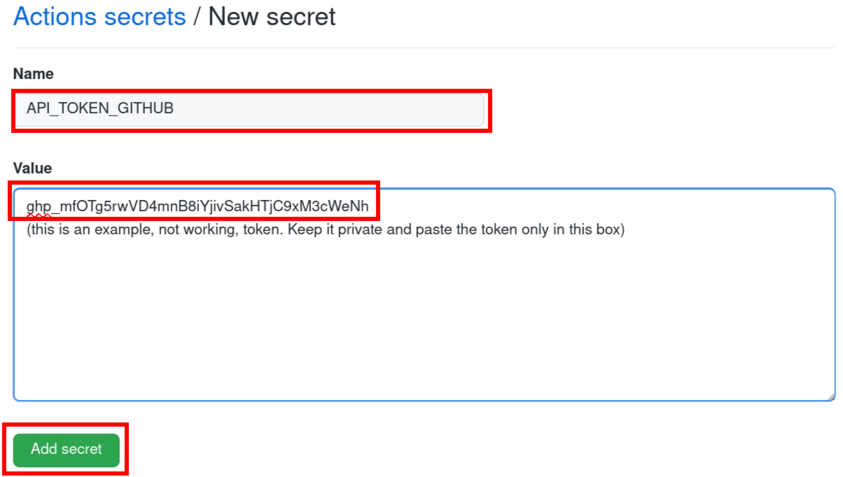 Actions secrets / New secret
Name
API_TOKEN_GITHUB
Value
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
(this is an example, not working, token. Keep it private and paste the token only in this box)
Add secret